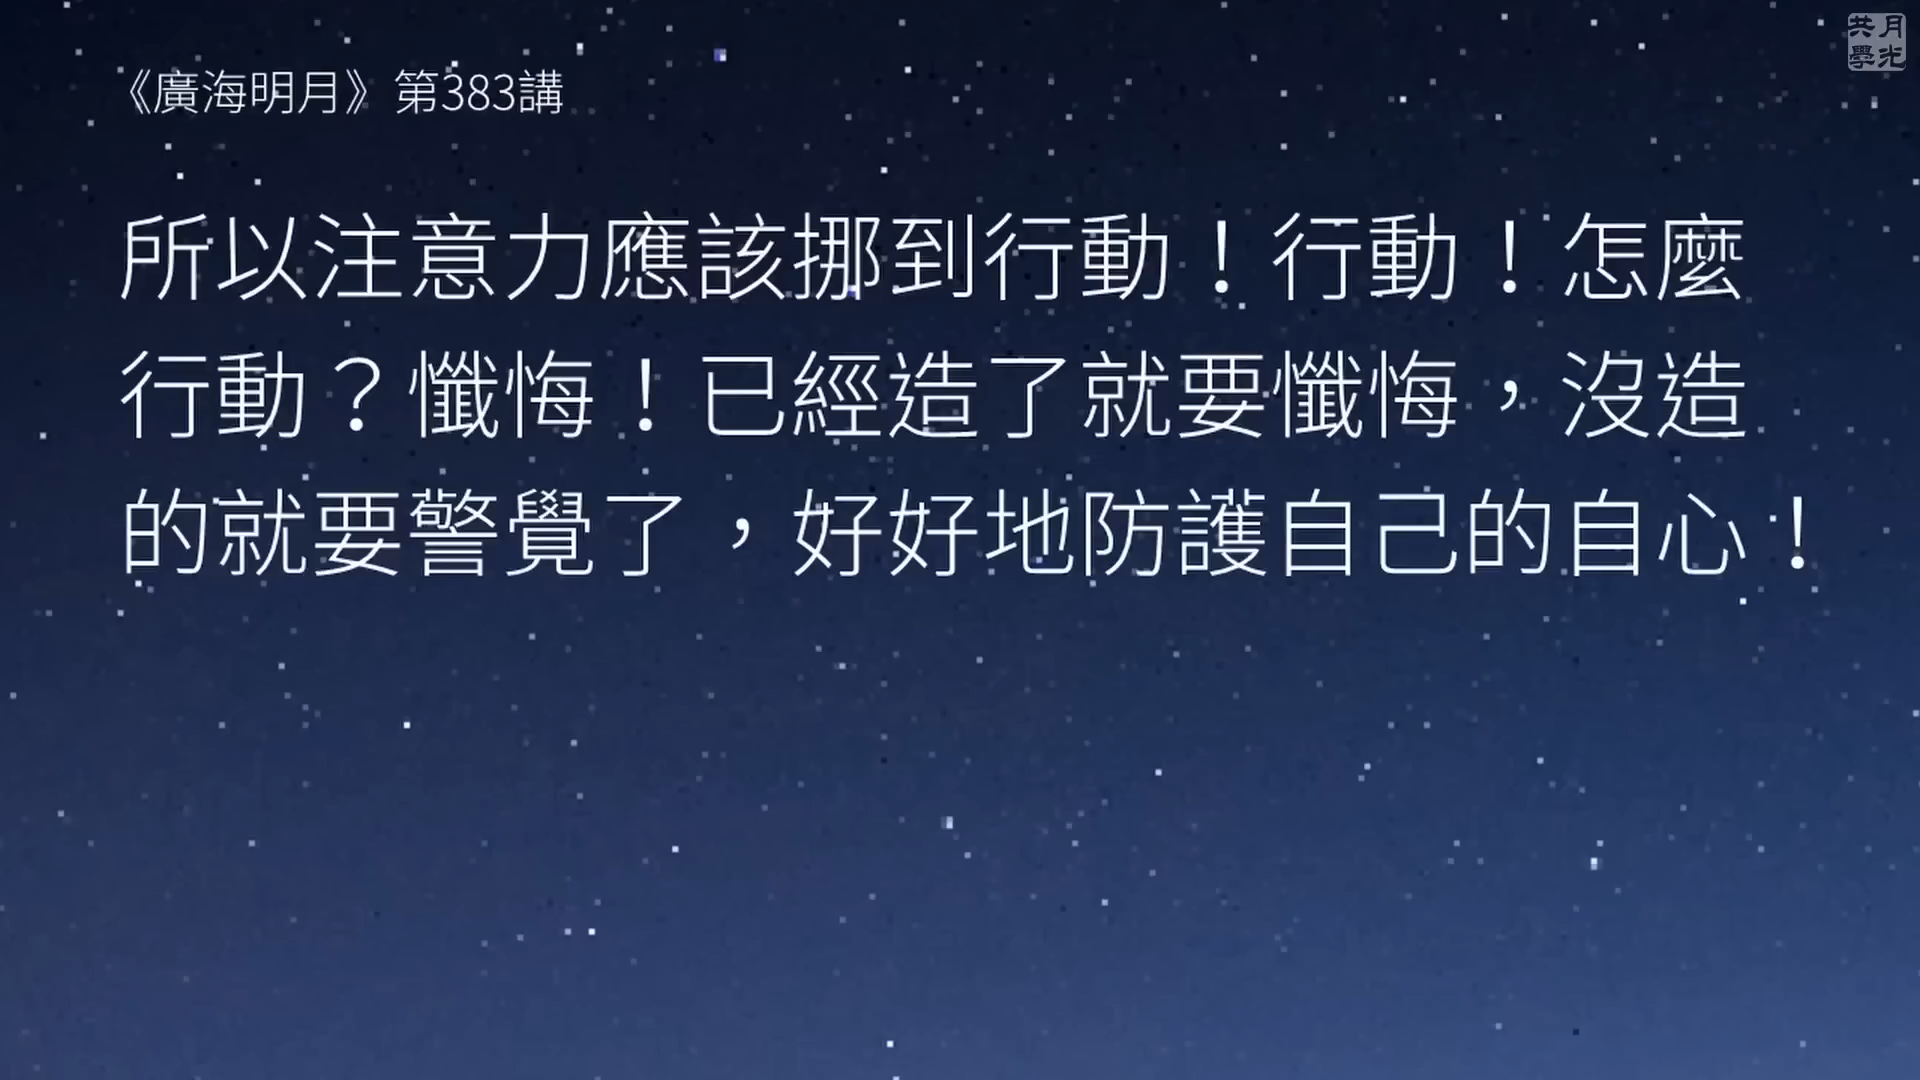 《廣海明月》第383講
月光
共學
所以注意力應該挪到行動！行動！怎麼
行動？懺悔！已經造了就要懺悔，沒造
的就要警覺了，好好地防護自己的自心！